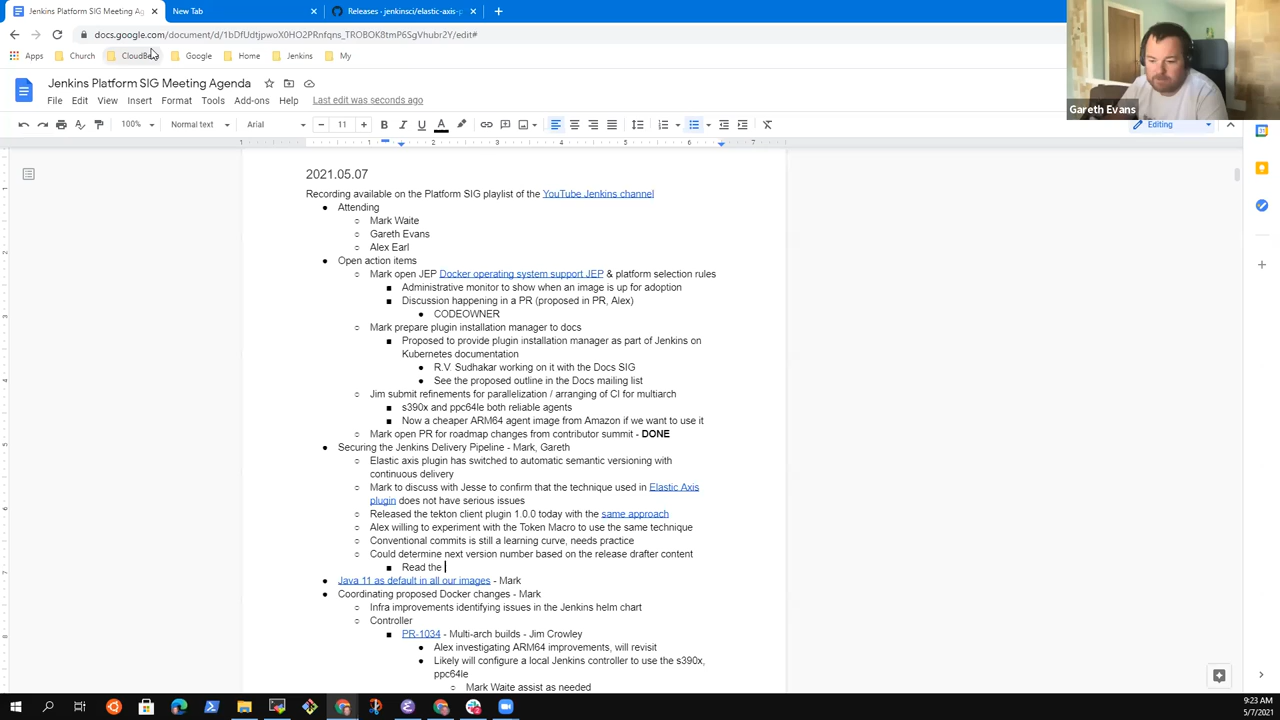 Jenkins Platform SIG Meeting Ag
New Tab
Releases · jenkinsci/elastic-axis-p
docs.google.com/document/d/1bDfUdtjpwoX0HO2PRnfqns_TROBOK8tmP6SgVhubr2Y/edit#
Apps
Church
CloudBe
Google
Home
Jenkins
My
Jenkins Platform SIG Meeting Agenda
File Edit View Insert Format Tools Add-ons Help Last edit was seconds ago
100% Normal text Arial 11 B I U A
Editing
Gareth Evans
1 1 2 3 4 5 6 7
2021.05.07
Recording available on the Platform SIG playlist of the YouTube Jenkins channel
Attending
Mark Waite
Gareth Evans
Alex Earl
Open action items
Mark open JEP Docker operating system support JEP & platform selection rules
Administrative monitor to show when an image is up for adoption
Discussion happening in a PR (proposed in PR, Alex)
CODEOWNER
Mark prepare plugin installation manager to docs
Proposed to provide plugin installation manager as part of Jenkins on
Kubernetes documentation
R.V. Sudhakar working on it with the Docs SIG
See the proposed outline in the Docs mailing list
Jim submit refinements for parallelization / arranging of CI for multiarch
s390x and ppc64le both reliable agents
Now a cheaper ARM64 agent image from Amazon if we want to use it
Mark open PR for roadmap changes from contributor summit - DONE
Securing the Jenkins Delivery Pipeline - Mark, Gareth
Elastic axis plugin has switched to automatic semantic versioning with
continuous delivery
Mark to discuss with Jesse to confirm that the technique used in Elastic Axis
plugin does not have serious issues
Released the tekton client plugin 1.0.0 today with the same approach
Alex willing to experiment with the Token Macro to use the same technique
Conventional commits is still a learning curve, needs practice
Could determine next version number based on the release drafter content
Read the
Java 11 as default in all our images - Mark
Coordinating proposed Docker changes - Mark
Infra improvements identifying issues in the Jenkins helm chart
Controller
PR-1034 - Multi-arch builds - Jim Crowley
Alex investigating ARM64 improvements, will revisit
Likely will configure a local Jenkins controller to use the s390x,
ppc64le
Mark Waite assist as needed
9:23 AM
5/7/2021